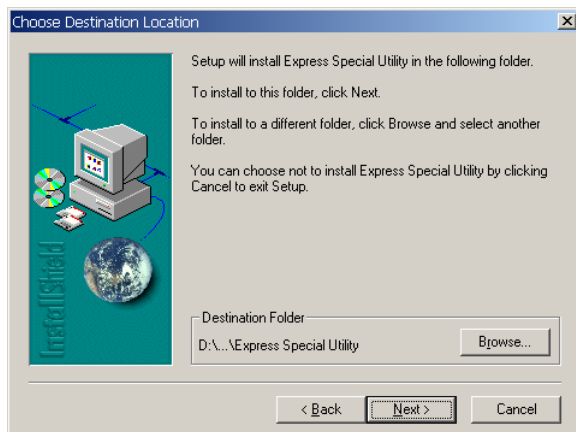 Choose Destination Location
Setup will install Express Special Utility in the following folder.
To install to this folder, click Next.
To install to a different folder, click Browse and select another
folder.
You can choose not to install Express Special Utility by clicking
Cancel to exit Setup.
InstallShield
Destination Folder
D:\...\Express Special Utility
Browse...
< Back
Next >
Cancel